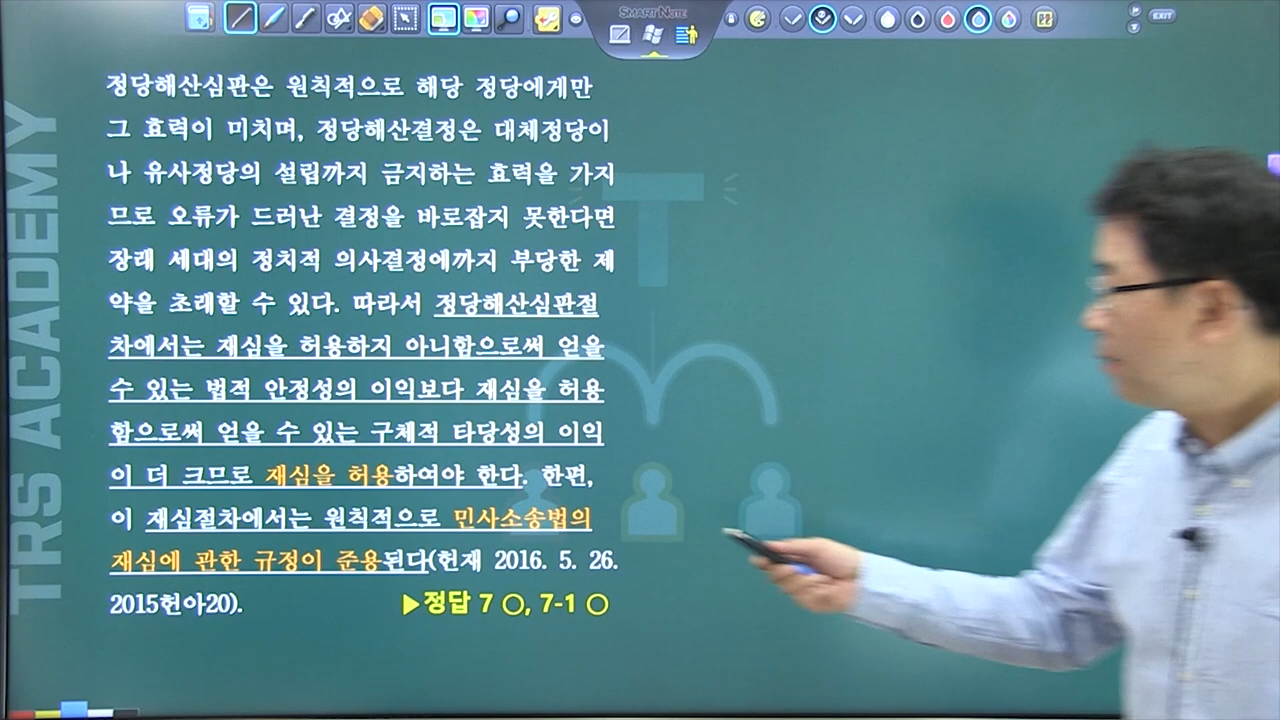 SMART NOTE
EXIT
TRS ACADEMY
정당해산심판은 원칙적으로 해당 정당에게만
그 효력이 미치며, 정당해산결정은 대체정당이
나 유사정당의 설립까지 금지하는 효력을 가지
므로 오류가 드러난 결정을 바로잡지 못한다면
장래 세대의 정치적 의사결정에까지 부당한 제
약을 초래할 수 있다. 따라서 정당해산심판절
차에서는 재심을 허용하지 아니함으로써 얻을
수 있는 법적 안정성의 이익보다 재심을 허용
함으로써 얻을 수 있는 구체적 타당성의 이익
이 더 크므로 재심을 허용하여야 한다. 한편,
이 재심절차에서는 원칙적으로 민사소송법의
재심에 관한 규정이 준용된다(헌재 2016. 5. 26.
2015헌아20).
▶정답 7 ○, 7-1 ○